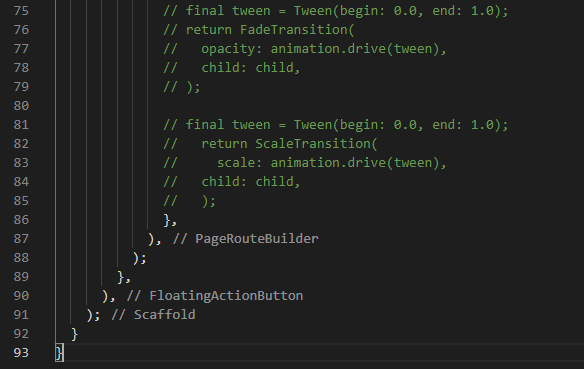 75 // final tween = Tween(begin: 0.0, end: 1.0);
76 // return FadeTransition(
77 //   opacity: animation.drive(tween),
78 //   child: child,
79 // );
80
81 // final tween = Tween(begin: 0.0, end: 1.0);
82 //   return ScaleTransition(
83 //     scale: animation.drive(tween),
84 //   child: child,
85 //   );
86 },
87 ), // PageRouteBuilder
88 );
89 },
90 ), // FloatingActionButton
91 ); // Scaffold
92 }
93 }